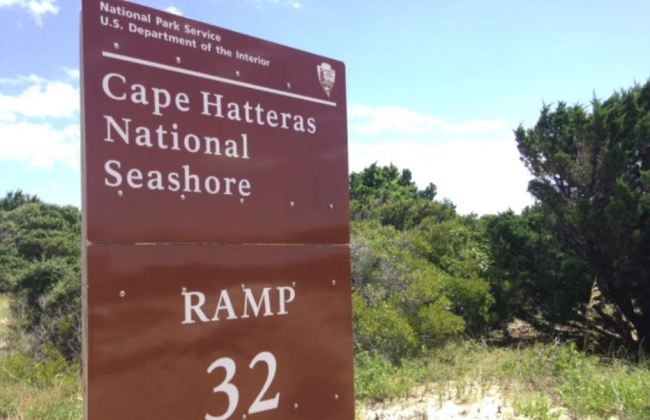 National Park Service
U.S. Department of the Interior
Cape Hatteras
National
Seashore
RAMP
32